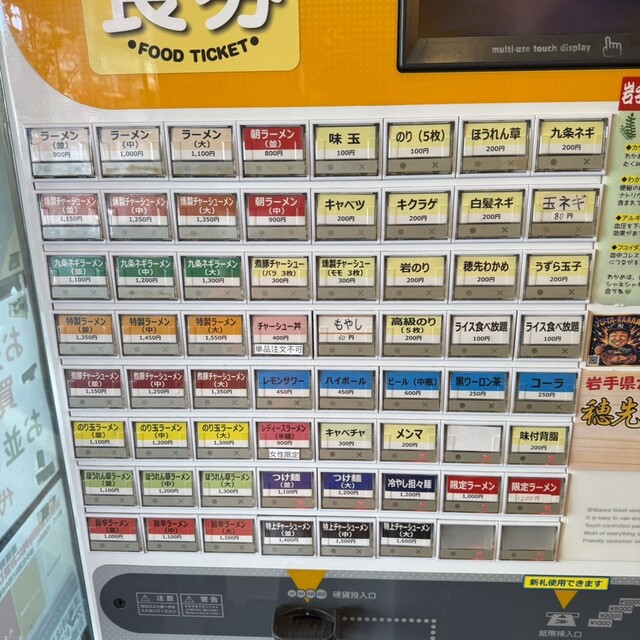 食券
•FOOD TICKET•
multi-use touch display
ラーメン
(並)
900円
ラーメン
(中)
1,000円
ラーメン
(大)
1,100円
朝ラーメン
(並)
800円
味 玉
100円
のり (5枚)
100円
ほうれん草
200円
九条ネギ
200円
燻製チャーシューメン
(並)
1,150円
燻製チャーシューメン
(中)
1,250円
燻製チャーシューメン
(大)
1,350円
朝ラーメン
(中)
900円
キャベツ
200円
キクラゲ
200円
白髪ネギ
200円
玉ネギ
80円
九条ネギラーメン
(並)
1,100円
九条ネギラーメン
(中)
1,200円
九条ネギラーメン
(大)
1,300円
煮豚チャーシュー
(バラ 3枚)
300円
燻製チャーシュー
(モモ 3枚)
300円
岩のり
200円
穂先わかめ
200円
うずら玉子
200円
特製ラーメン
(並)
1,350円
特製ラーメン
(中)
1,450円
特製ラーメン
(大)
1,550円
チャーシュー丼
400円
単品注文不可
もやし
60円
高級のり
(5枚)
200円
ライス食べ放題
100円
ライス食べ放題
100円
煮豚チャーシューメン
(並)
1,150円
煮豚チャーシューメン
(中)
1,250円
煮豚チャーシューメン
(大)
1,350円
レモンサワー
450円
ハイボール
450円
ビール (中瓶)
600円
黒ウーロン茶
250円
コーラ
250円
のり玉ラーメン
(並)
1,100円
のり玉ラーメン
(中)
1,200円
のり玉ラーメン
(大)
1,300円
レディースラーメン
(半麺)
900円
女性限定
キャベチャ
300円
メンマ
200円
味付背脂
ほうれん草ラーメン
(並)
1,100円
ほうれん草ラーメン
(中)
1,200円
ほうれん草ラーメン
(大)
1,300円
つけ麺
(並)
1,100円
つけ麺
(大)
1,200円
冷やし担々麺
1,200円
限定ラーメン
1,000円
限定ラーメン
旨辛ラーメン
(並)
1,000円
旨辛ラーメン
(中)
1,100円
旨辛ラーメン
(大)
1,200円
特上チャーシューメン
(並)
1,400円
特上チャーシューメン
(中)
1,500円
特上チャーシューメン
(大)
1,600円
岩手県
穂先
注意
警告
硬貨投入口
新札使用できます
紙幣挿入口